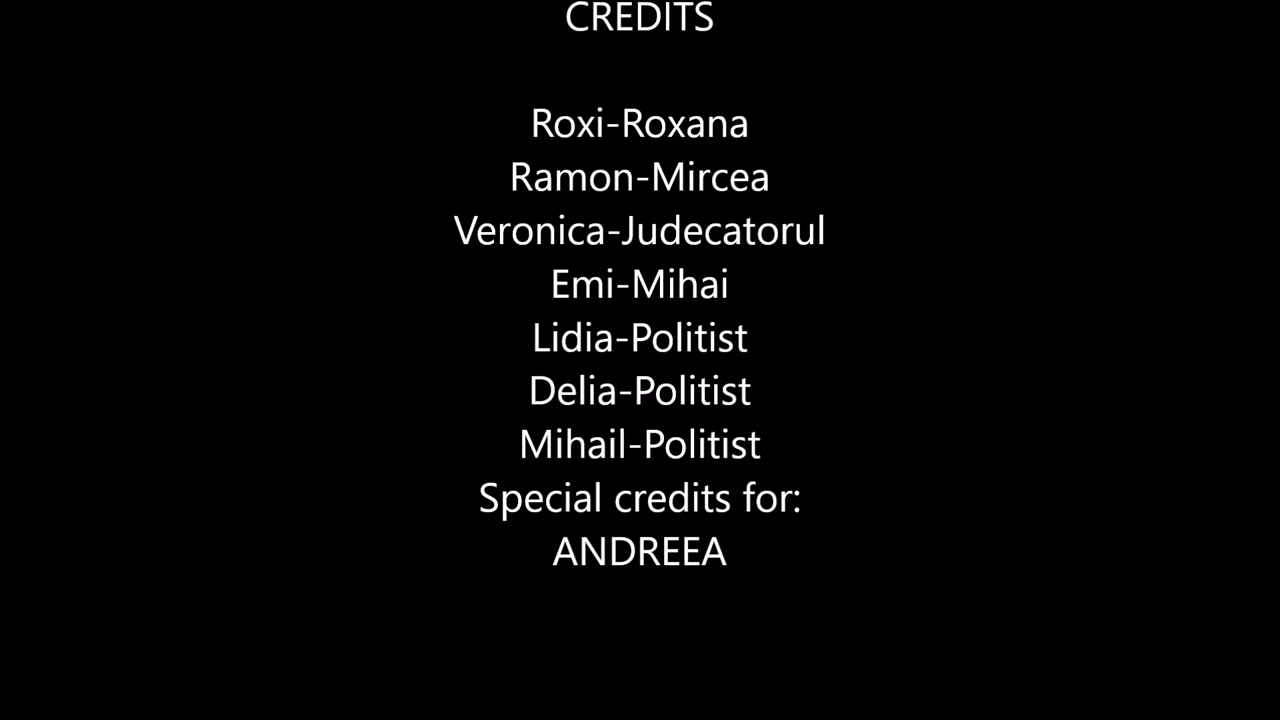 CREDITS
Roxi-Roxana
Ramon-Mircea
Veronica-Judecatorul
Emi-Mihai
Lidia-Politist
Delia-Politist
Mihail-Politist
Special credits for:
ANDREEA